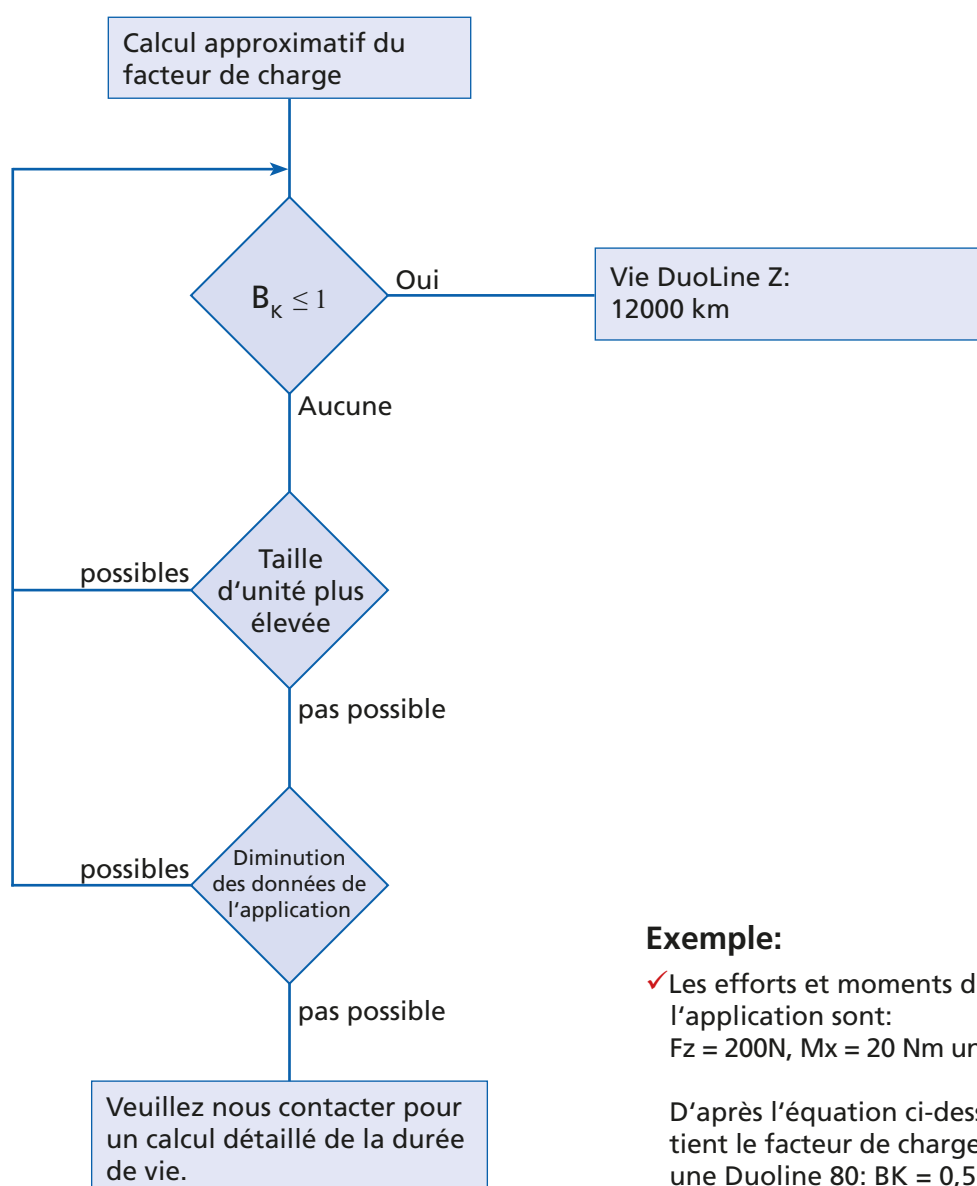 Calcul approximatif du
facteur de charge
B_K ≤ 1
Oui
Vie DuoLine Z:
12000 km
Aucune
Taille
d‘unité plus
élevée
possibles
pas possible
Diminution
des données de
l‘application
possibles
pas possible
Veuillez nous contacter pour
un calcul détaillé de la durée
de vie.
Exemple:
✓Les efforts et moments d
l‘application sont:
Fz = 200N, Mx = 20 Nm un
D‘après l‘équation ci-dess
tient le facteur de charge
une Duoline 80: BK = 0,5